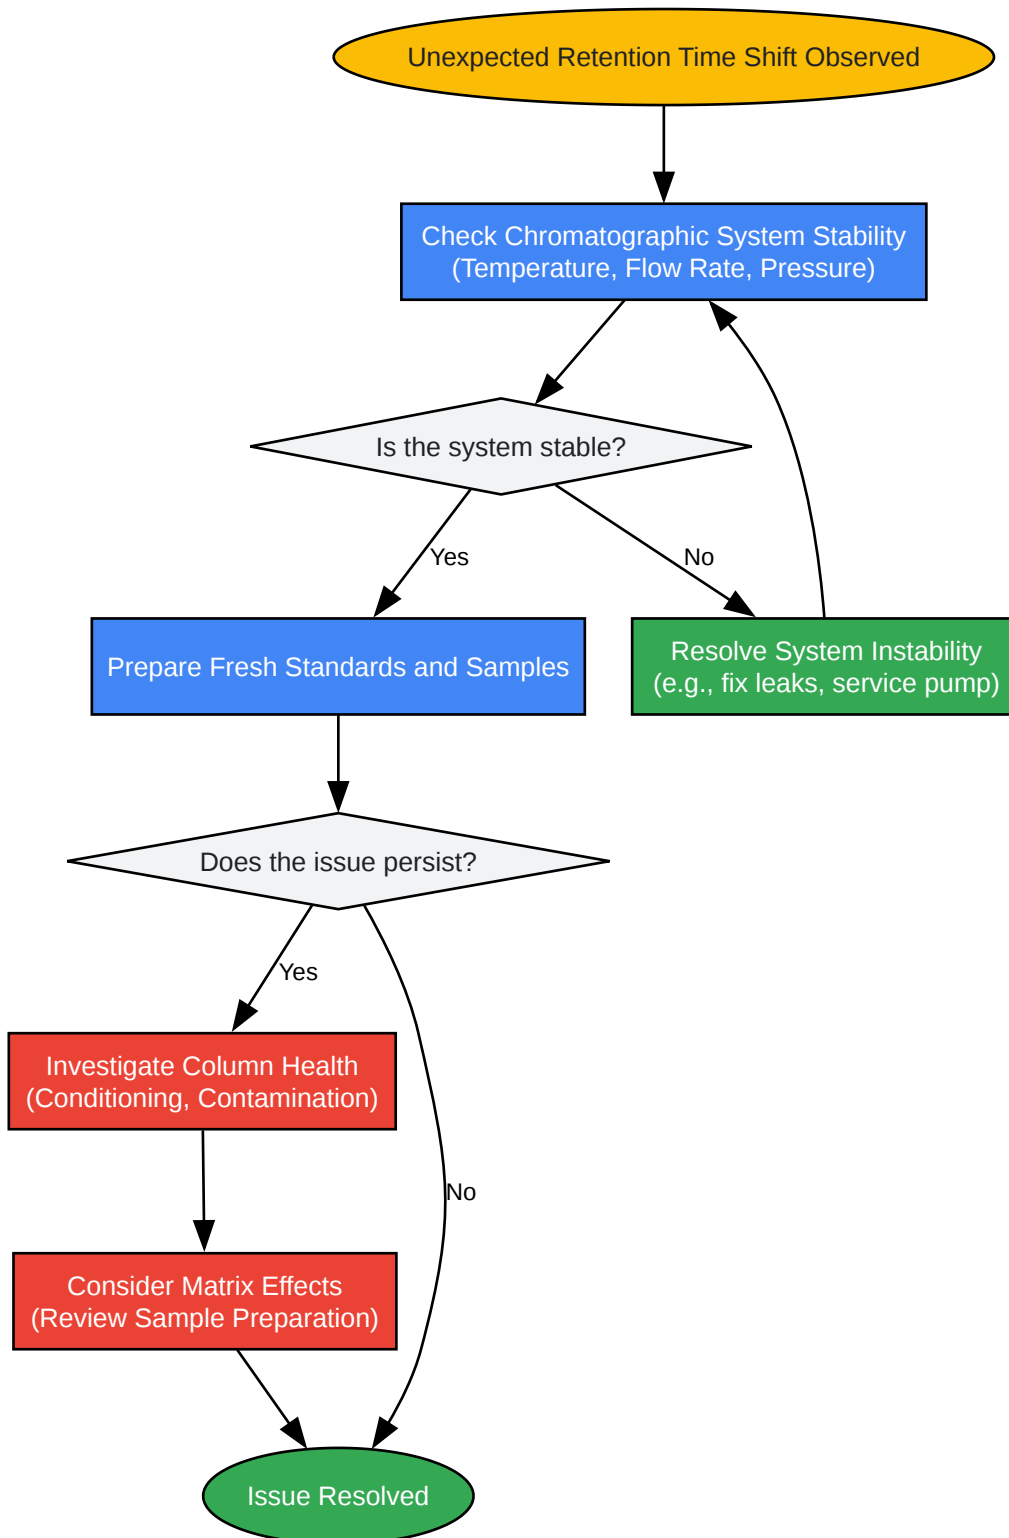 Unexpected Retention Time Shift Observed
Check Chromatographic System Stability
(Temperature, Flow Rate, Pressure)
Is the system stable?
Yes
No
Prepare Fresh Standards and Samples
Resolve System Instability
(e.g., fix leaks, service pump)
Does the issue persist?
Yes
Investigate Column Health
(Conditioning, Contamination)
No
Consider Matrix Effects
(Review Sample Preparation)
Issue Resolved